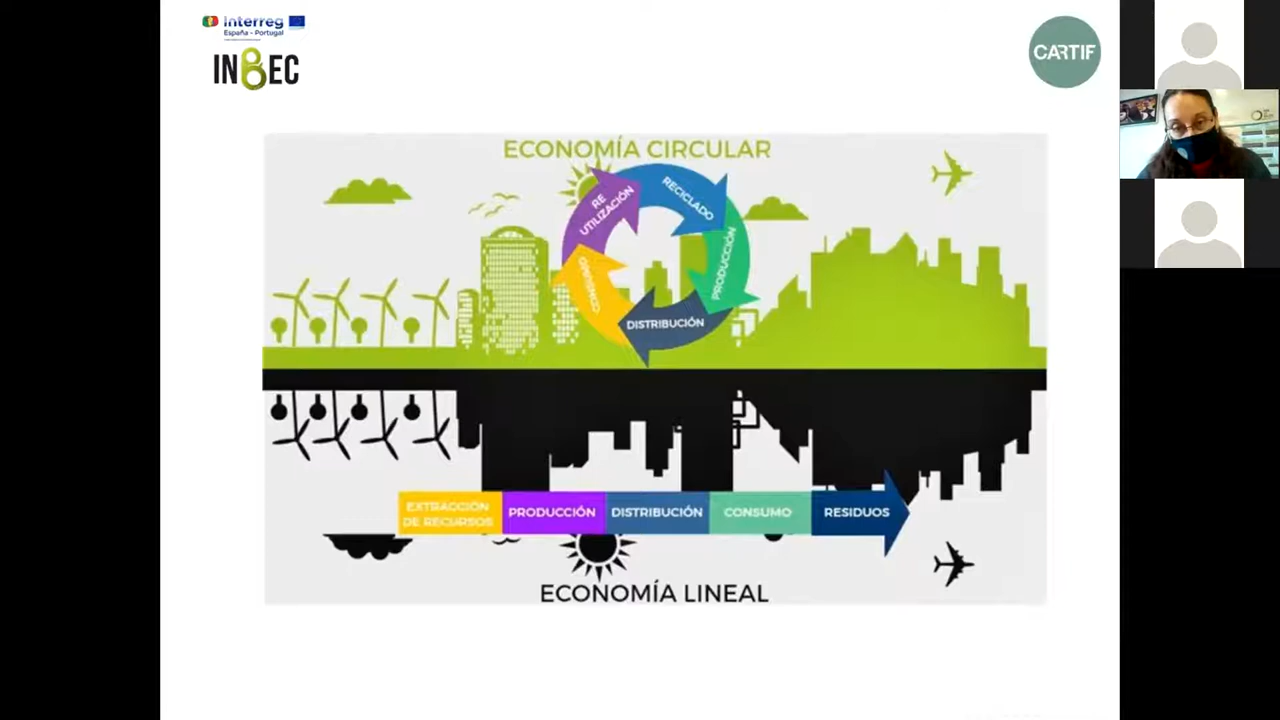 Interreg
España - Portugal
INBEC
CARTIF
ECONOMÍA CIRCULAR
RE
UTILIZACIÓN
RECICLADO
PRODUCCIÓN
DISTRIBUCIÓN
CONSUMO
EXTRACCIÓN
DE RECURSOS
PRODUCCIÓN
DISTRIBUCIÓN
CONSUMO
RESIDUOS
ECONOMÍA LINEAL